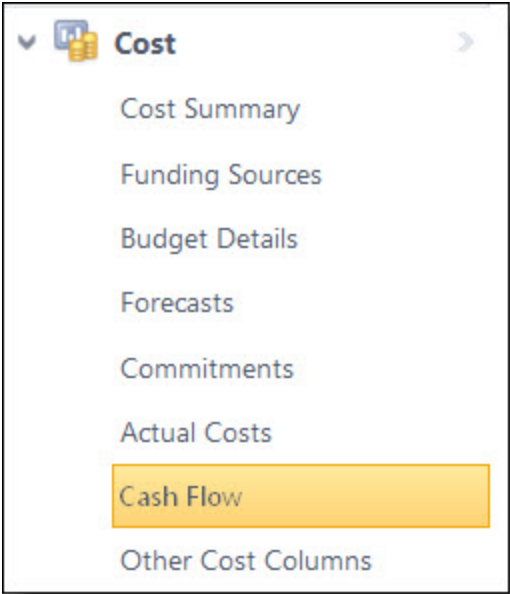 Cost
Cost Summary
Funding Sources
Budget Details
Forecasts
Commitments
Actual Costs
Cash Flow
Other Cost Columns